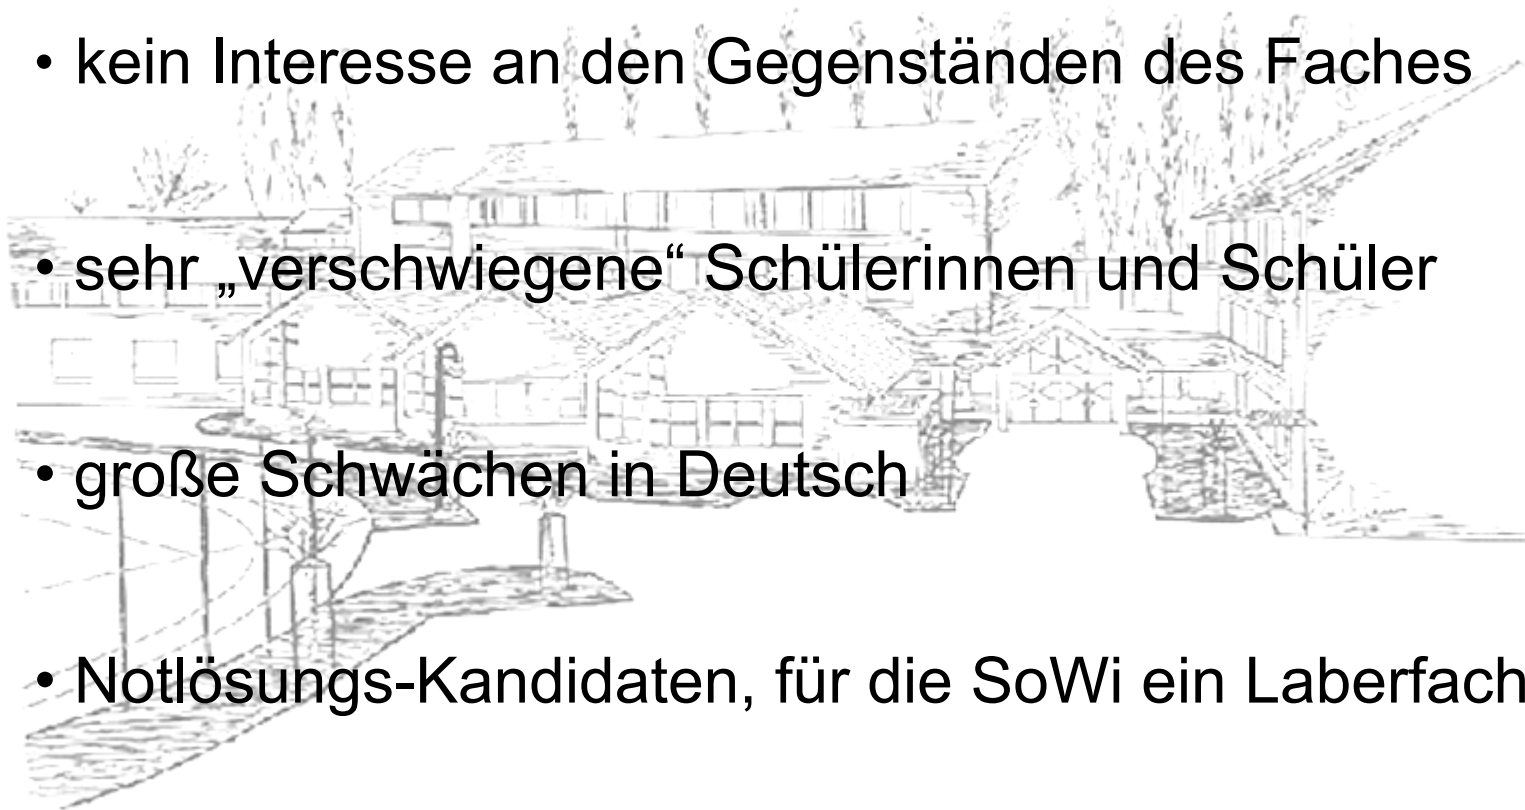 • kein Interesse an den Gegenständen des Faches
• sehr „verschwiegene“ Schülerinnen und Schüler
• große Schwächen in Deutsch
• Notlösungs-Kandidaten, für die SoWi ein Laberfach